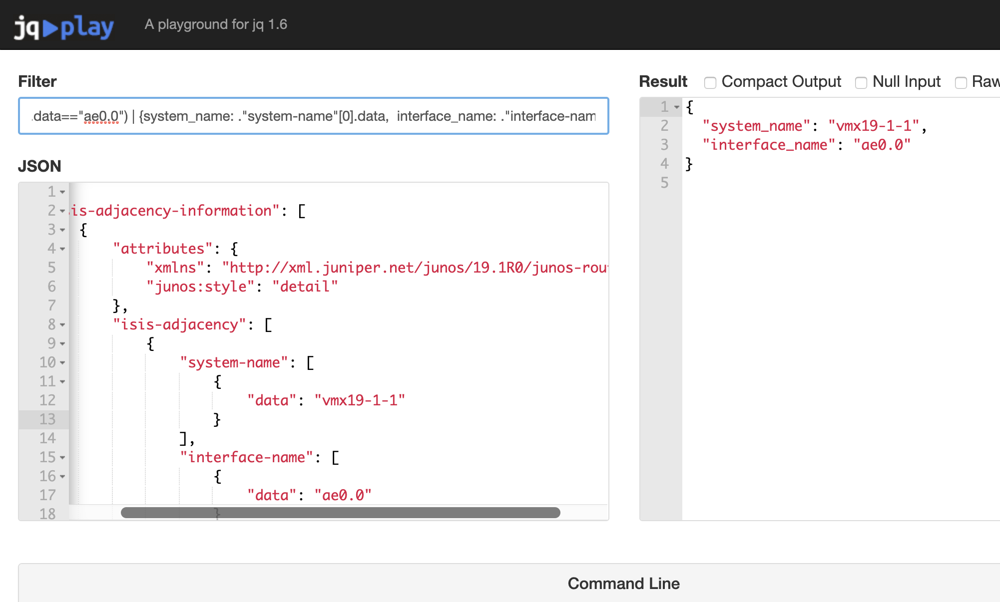 jq play A playground for jq 1.6
Filter
.data=="ae0.0") | {system_name: ."system-name"[0].data,  interface_name: ."interface-nam
JSON
1
2 is-adjacency-information": [
3 {
4 "attributes": {
5 "xmlns": "http://xml.juniper.net/junos/19.1R0/junos-rou
6 "junos:style": "detail"
7 },
8 "isis-adjacency": [
9 {
10 "system-name": [
11 {
12 "data": "vmx19-1-1"
13 }
14 ],
15 "interface-name": [
16 {
17 "data": "ae0.0"
18 }
Result Compact Output Null Input Raw
1 {
2 "system_name": "vmx19-1-1",
3 "interface_name": "ae0.0"
4 }
5
Command Line